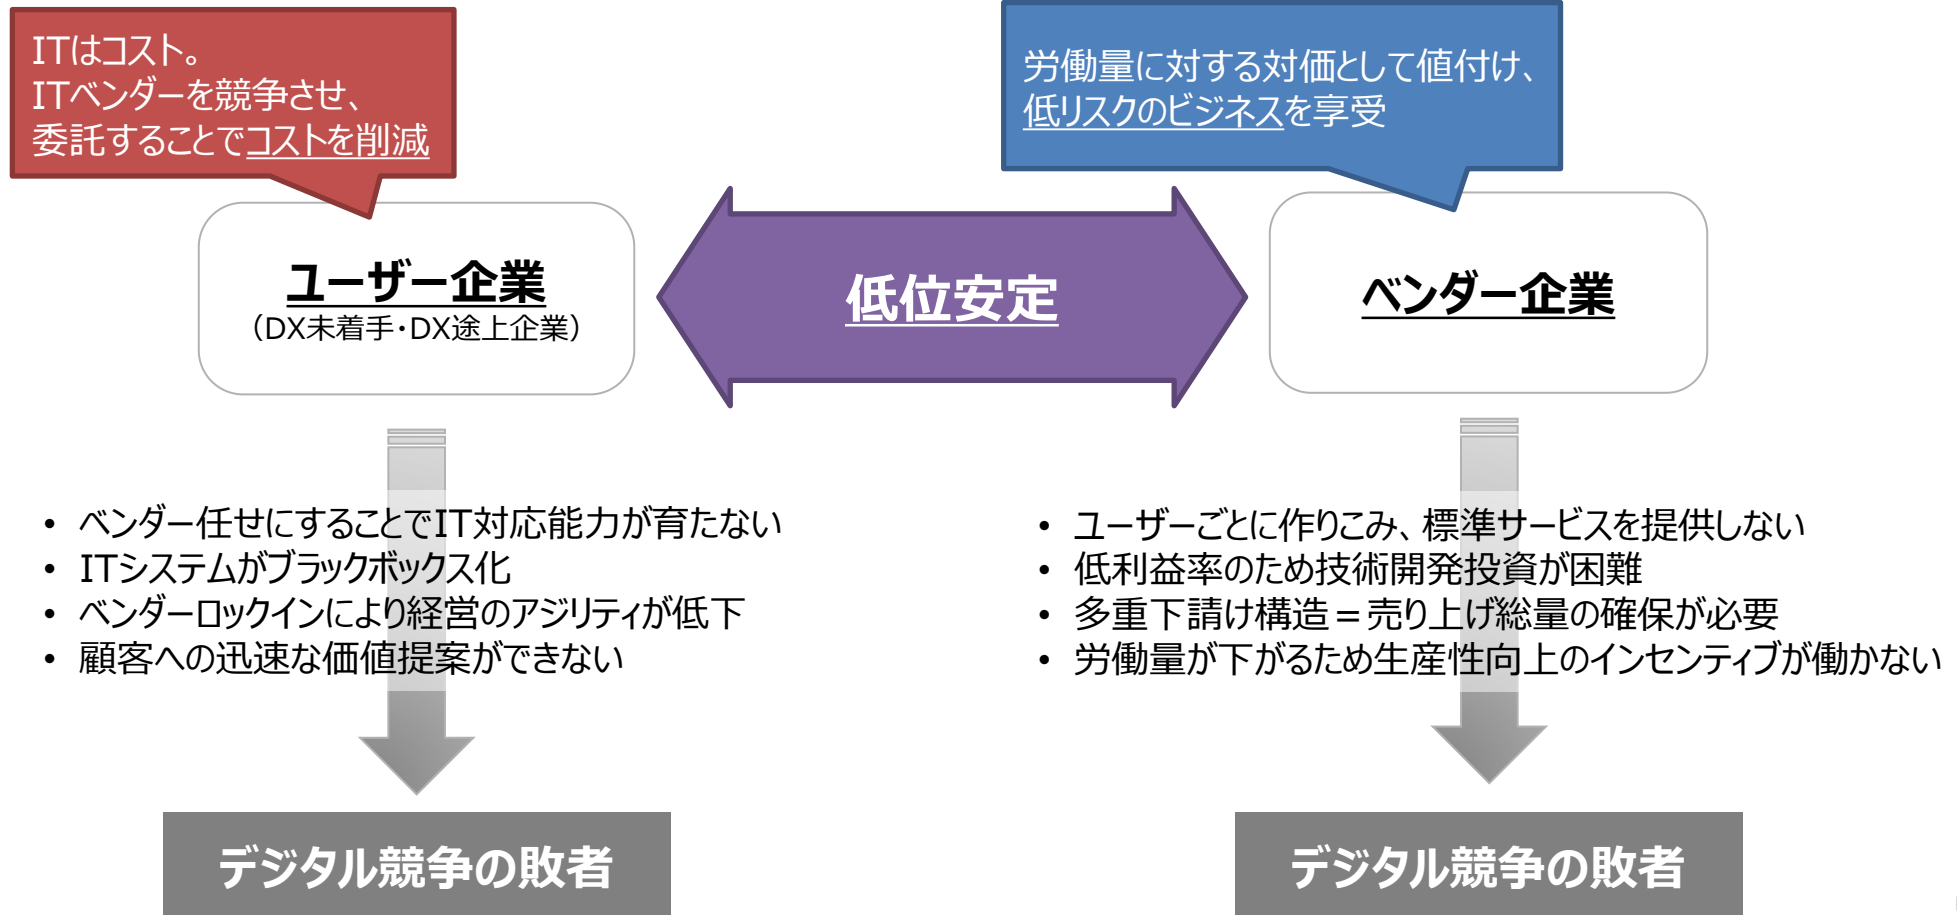 ITはコスト。
ITベンダーを競争させ、
委託することでコストを削減
労働量に対する対価として値付け、
低リスクのビジネスを享受
ユーザー企業
（DX未着手・DX途上企業）
低位安定
ベンダー企業
• ベンダー任せにすることでIT対応能力が育たない
• ITシステムがブラックボックス化
• ベンダーロックインにより経営のアジリティが低下
• 顧客への迅速な価値提案ができない
• ユーザーごとに作りこみ、標準サービスを提供しない
• 低利益率のため技術開発投資が困難
• 多重下請け構造＝売り上げ総量の確保が必要
• 労働量が下がるため生産性向上のインセンティブが働かない
デジタル競争の敗者
デジタル競争の敗者